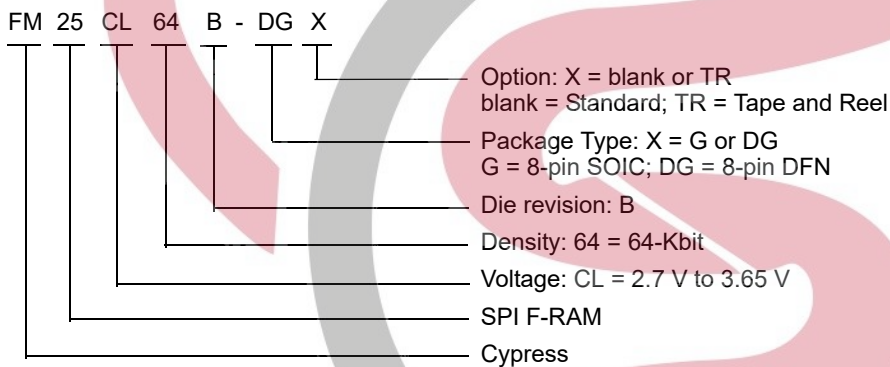 FM 25 CL 64 B - DG X
Option: X = blank or TR
blank = Standard; TR = Tape and Reel
Package Type: X = G or DG
G = 8-pin SOIC; DG = 8-pin DFN
Die revision: B
Density: 64 = 64-Kbit
Voltage: CL = 2.7 V to 3.65 V
SPI F-RAM
Cypress